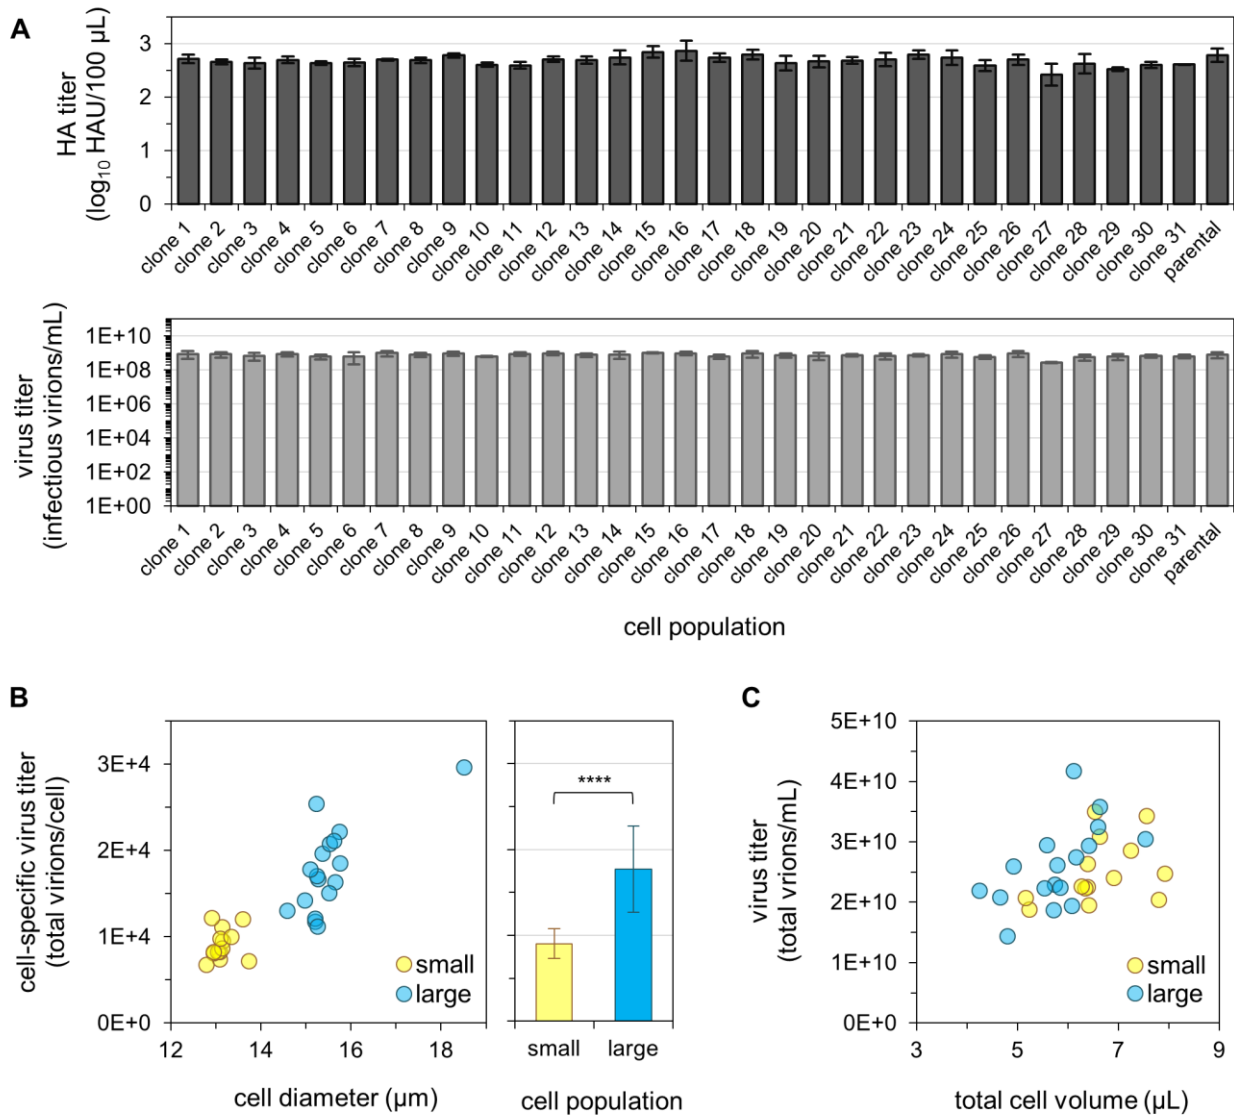 A
HA titer
(log₁₀ HAU/100 µL)
3
2
1
0
clone 1
clone 2
clone 3
clone 4
clone 5
clone 6
clone 7
clone 8
clone 9
clone 10
clone 11
clone 12
clone 13
clone 14
clone 15
clone 16
clone 17
clone 18
clone 19
clone 20
clone 21
clone 22
clone 23
clone 24
clone 25
clone 26
clone 27
clone 28
clone 29
clone 30
clone 31
parental
virus titer
(infectious virions/mL)
1E+10
1E+08
1E+06
1E+04
1E+02
1E+00
clone 1
clone 2
clone 3
clone 4
clone 5
clone 6
clone 7
clone 8
clone 9
clone 10
clone 11
clone 12
clone 13
clone 14
clone 15
clone 16
clone 17
clone 18
clone 19
clone 20
clone 21
clone 22
clone 23
clone 24
clone 25
clone 26
clone 27
clone 28
clone 29
clone 30
clone 31
parental
cell population
B
cell-specific virus titer
(total virions/cell)
3E+4
2E+4
1E+4
0E+0
small
large
12 14 16 18
cell diameter (µm)
****
small large
cell population
C
virus titer
(total virions/mL)
5E+10
4E+10
3E+10
2E+10
1E+10
0E+0
small
large
3 5 7 9
total cell volume (µL)